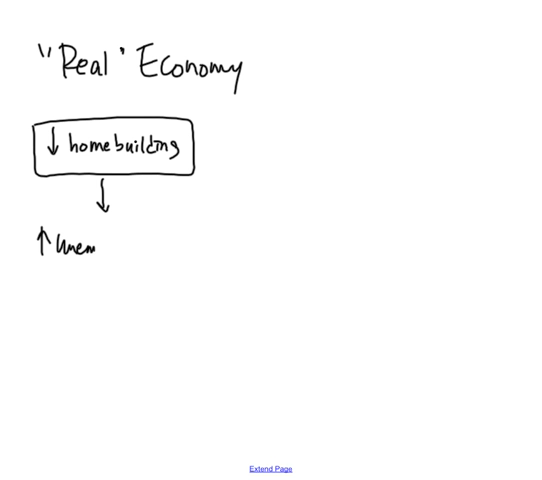 "Real" Economy
↓ homebuilding
↓
↑ Unem
Extend Page